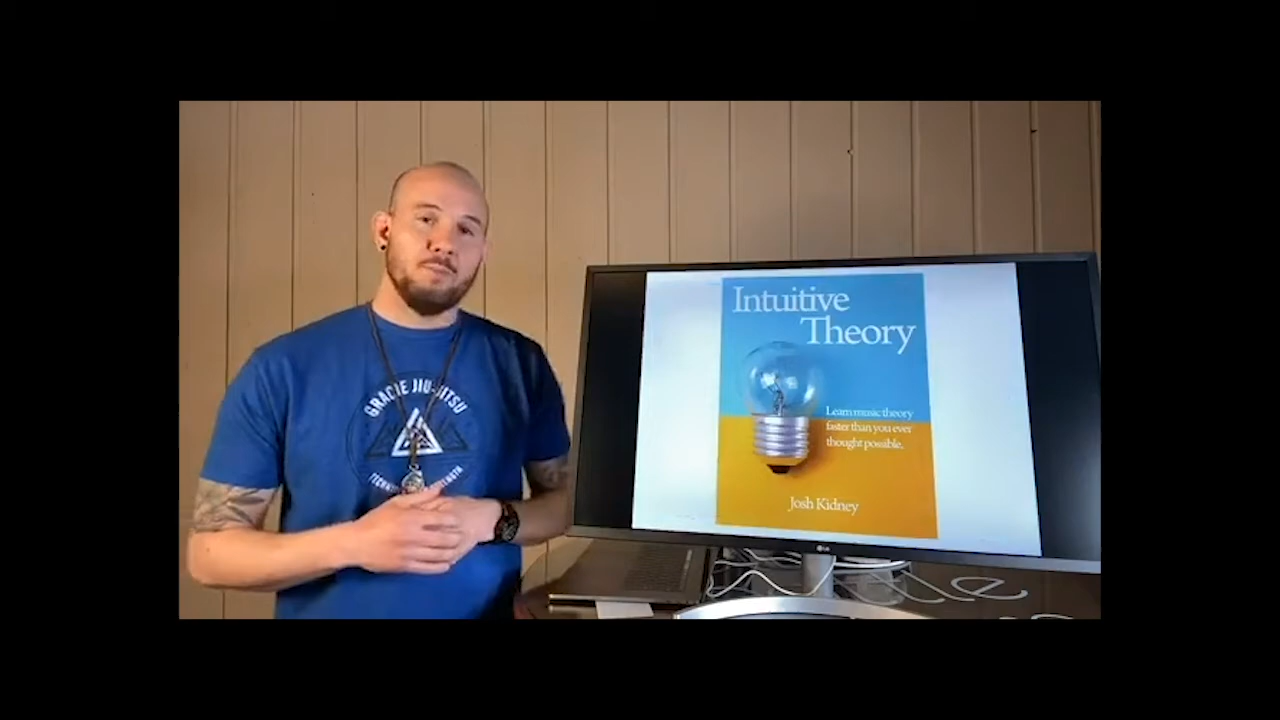 GRACIE JIU-JITSU
Intuitive
Theory
Learn music theory
faster than you ever
thought possible.
Josh Kidney
LG